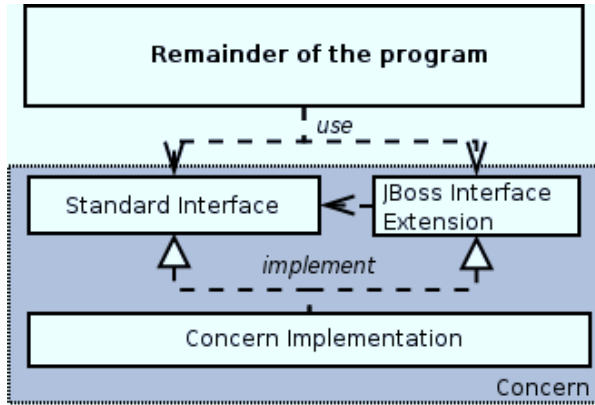 Remainder of the program
use
Standard Interface
JBoss Interface
Extension
implement
Concern Implementation
Concern